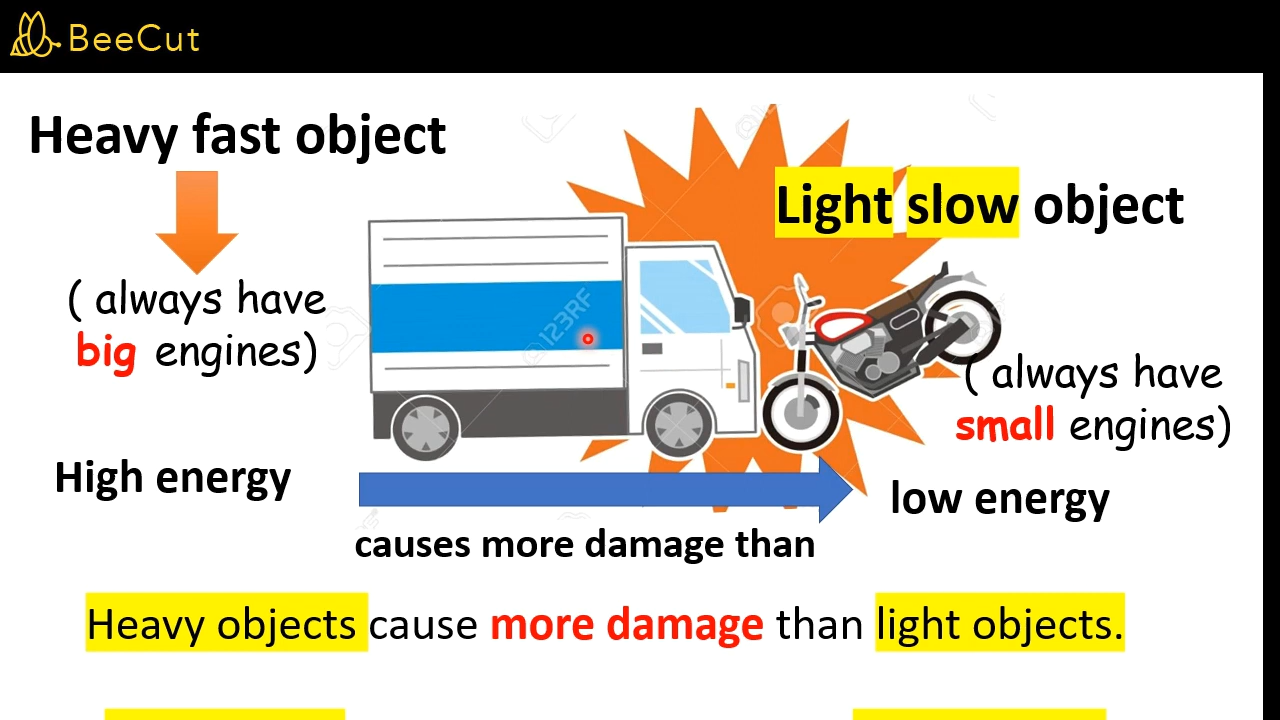 BeeCut
Heavy fast object
Light slow object
( always have
big engines)
( always have
small engines)
High energy
low energy
causes more damage than
Heavy objects cause more damage than light objects.
123RF